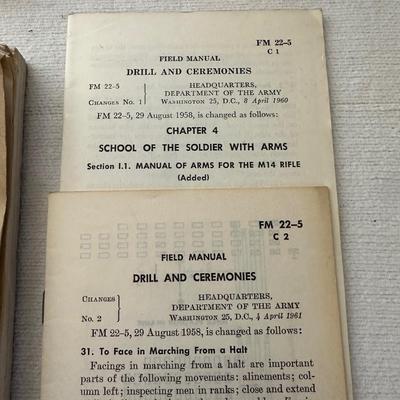 FM 22–5
C 1
FIELD MANUAL
DRILL AND CEREMONIES
FM 22–5
CHANGES NO. 1
HEADQUARTERS,
DEPARTMENT OF THE ARMY
WASHINGTON 25, D.C., 8 April 1960
FM 22–5, 29 August 1958, is changed as follows:
CHAPTER 4
SCHOOL OF THE SOLDIER WITH ARMS
Section I.1. MANUAL OF ARMS FOR THE M14 RIFLE
(Added)
FM 22–5
C 2
FIELD MANUAL
DRILL AND CEREMONIES
CHANGES
No. 2
HEADQUARTERS,
DEPARTMENT OF THE ARMY
WASHINGTON 25, D.C., 4 April 1961
FM 22–5, 29 August 1958, is changed as follows:
31. To Face in Marching From a Halt
Facings in marching from a halt are important
parts of the following movements: alinements; col-
umn left; inspecting men in ranks; close and extend